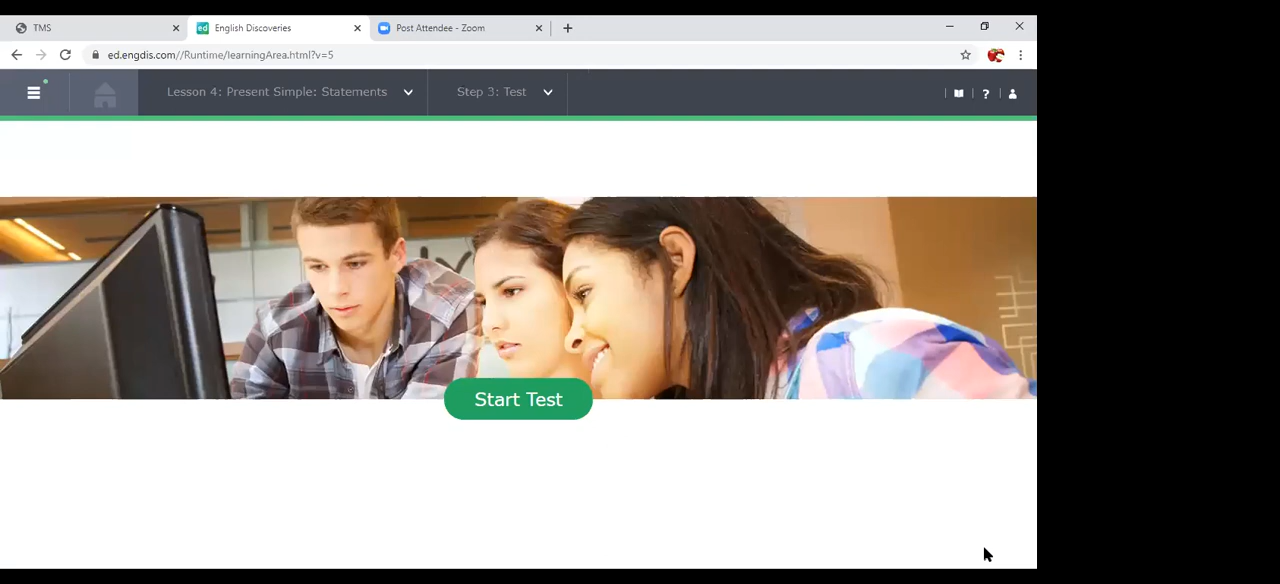 TMS
ed English Discoveries
Post Attendee - Zoom
ed.engdis.com//Runtime/learningArea.html?v=5
Lesson 4: Present Simple: Statements
Step 3: Test
?
Start Test